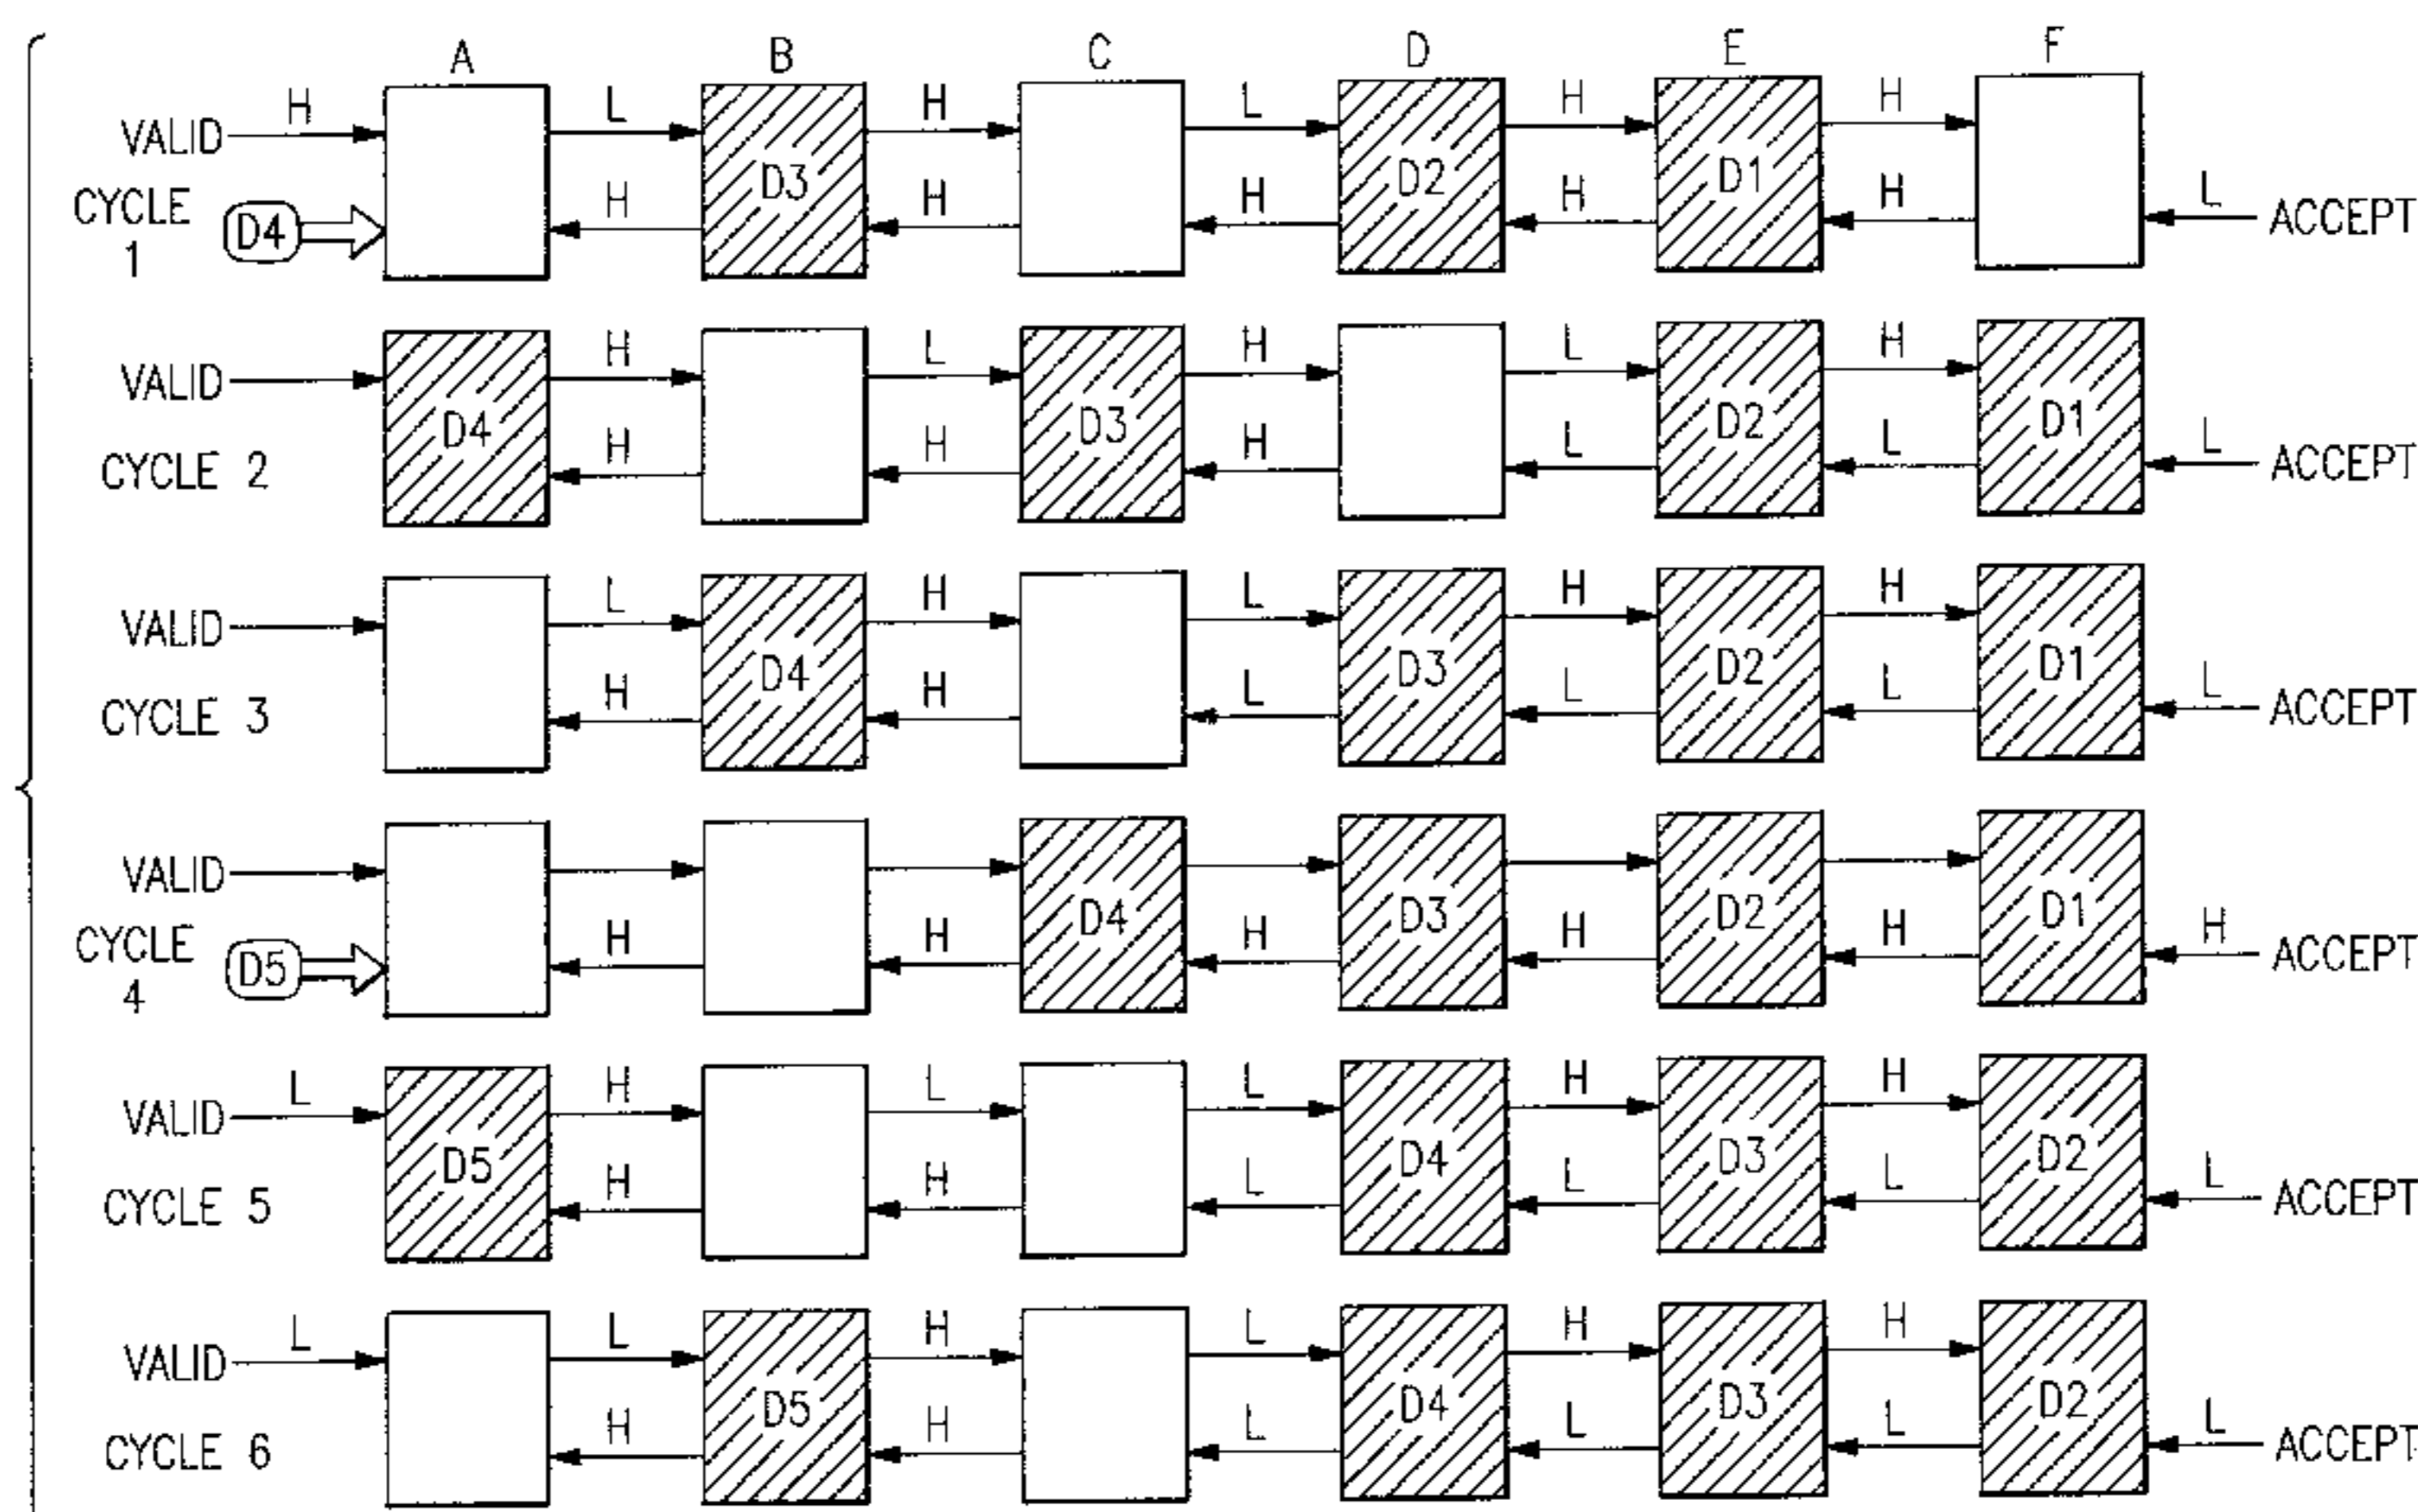 A B C D E F
VALID H L H L H H
D3 D2 D1
CYCLE 1 D4 H H H H H L ACCEPT
VALID H L H L H
D4 D3 D2 D1
CYCLE 2 H H H L L L ACCEPT
VALID L H L H H
D4 D3 D2 D1
CYCLE 3 H H L L L L ACCEPT
VALID
D4 D3 D2 D1
CYCLE 4 D5 H H H H H H ACCEPT
VALID L H L L H H
D5 D4 D3 D2
CYCLE 5 H H L L L L ACCEPT
VALID L L H L H H
D5 D4 D3 D2
CYCLE 6 H H L L L L ACCEPT